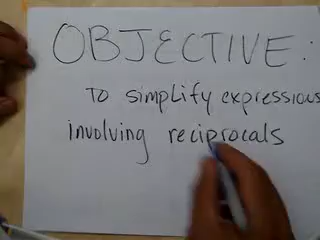 OBJECTIVE:
To simplify expressions
involving reciprocals